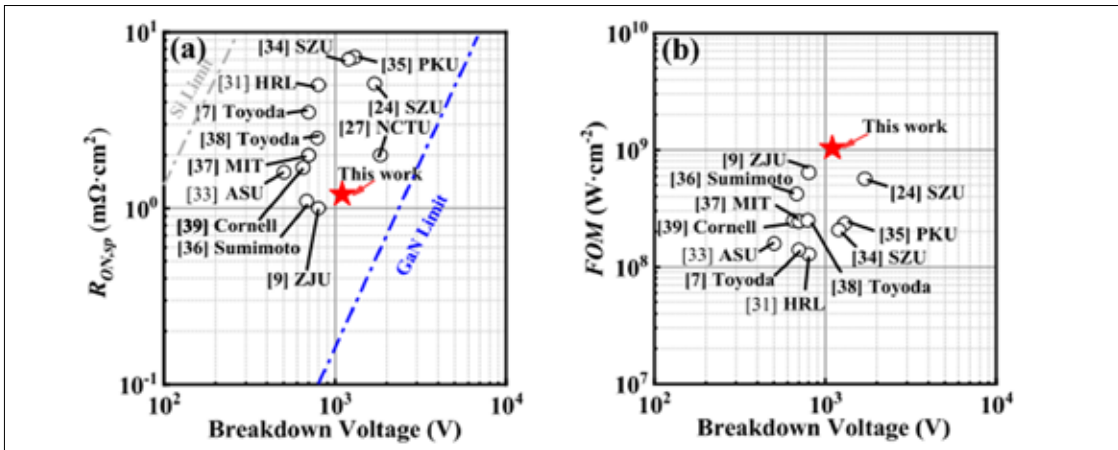 (a)
Si Limit
[34] SZU
[35] PKU
[31] HRL
[24] SZU
[7] Toyoda
[27] NCTU
[38] Toyoda
[37] MIT
This work
[33] ASU
[39] Cornell
[36] Sumimoto
[9] ZJU
GaN Limit
R_ON,sp (mΩ·cm²)
10¹
10⁰
10⁻¹
10² 10³ 10⁴
Breakdown Voltage (V)
(b)
This work
[9] ZJU
[36] Sumimoto
[24] SZU
[37] MIT
[39] Cornell
[35] PKU
[33] ASU
[34] SZU
[7] Toyoda
[38] Toyoda
[31] HRL
FOM (W·cm⁻²)
10¹⁰
10⁹
10⁸
10⁷
10² 10³ 10⁴
Breakdown Voltage (V)